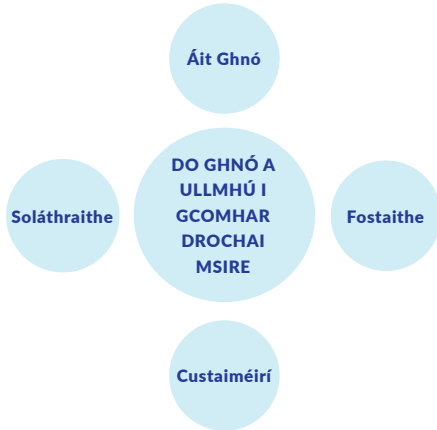 Áit Ghnó
DO GHNÓ A
ULLMHÚ I
GCOMHAR
DROCHAI
MSIRE
Soláthraithe
Fostaithe
Custaiméirí